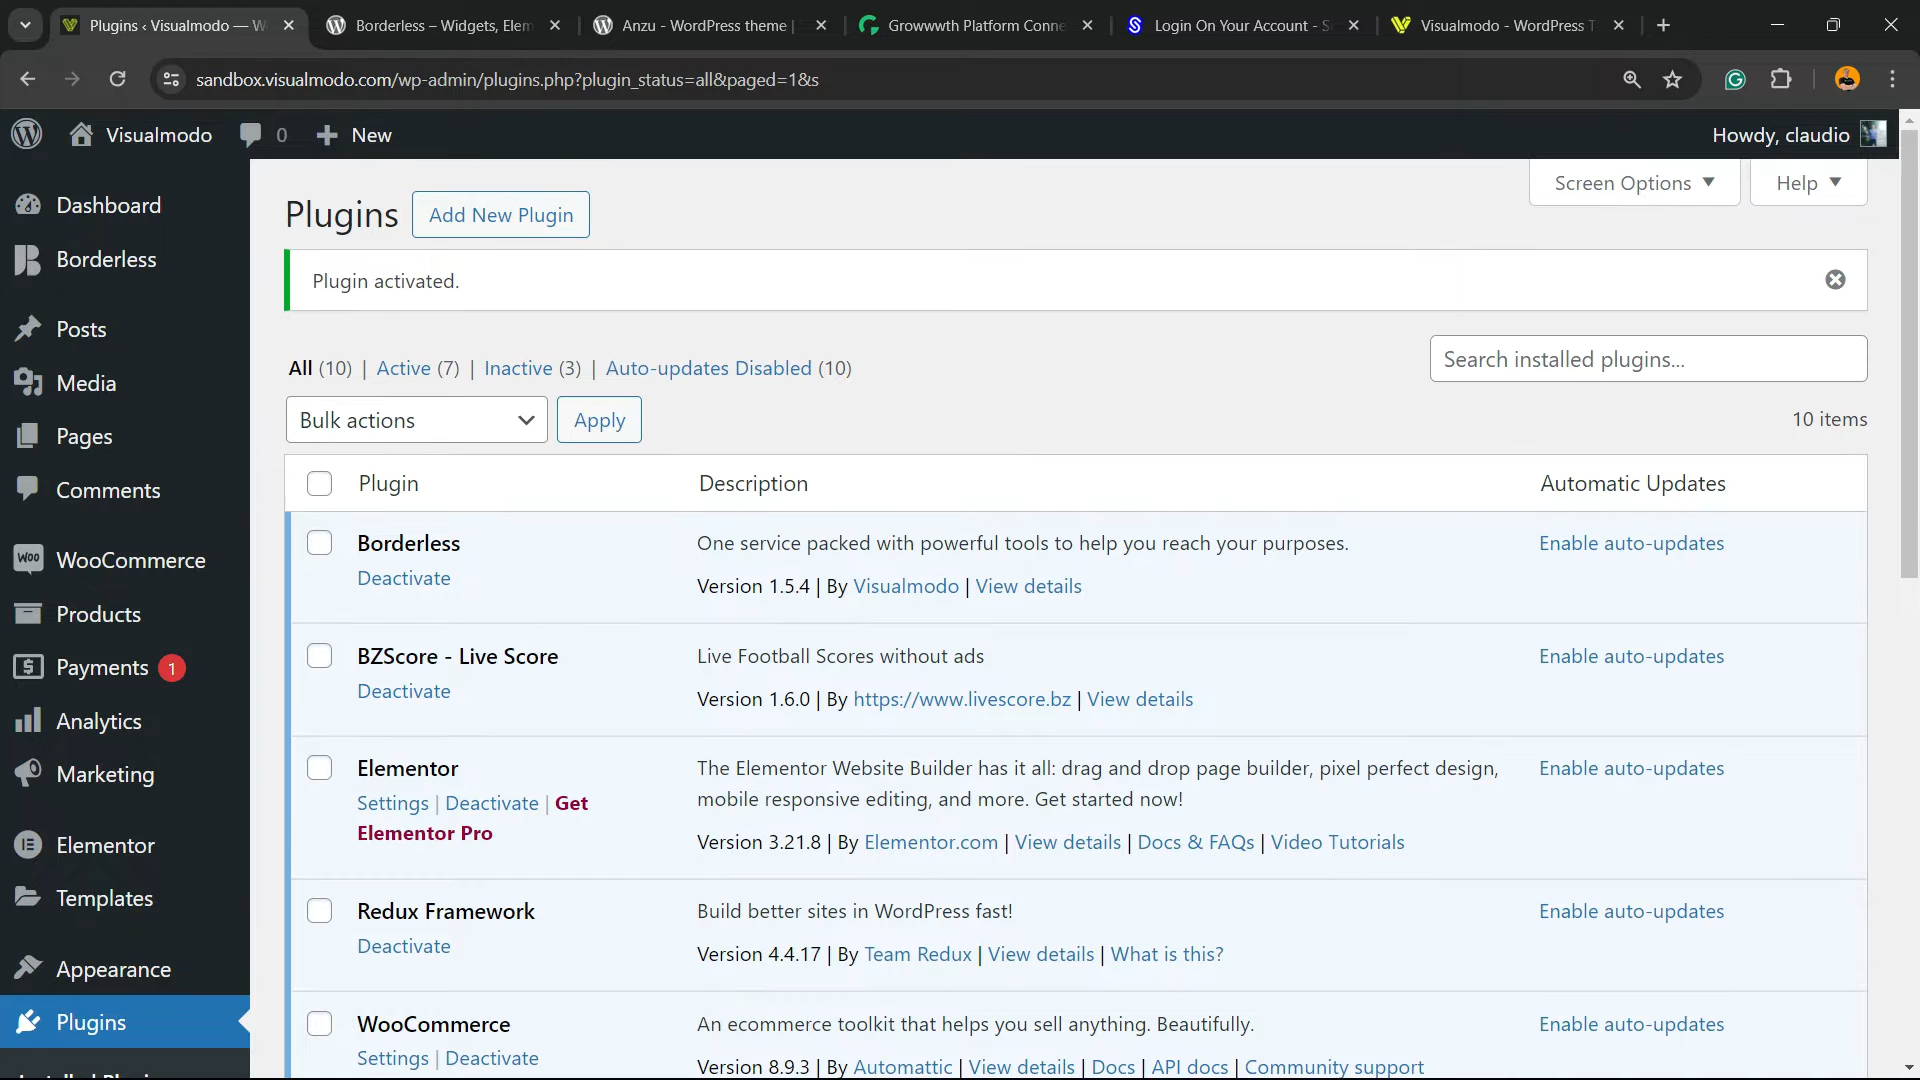 Plugins ‹ Visualmodo — W
Borderless – Widgets, Elem
Anzu - WordPress theme |
Growwwth Platform Conne
Login On Your Account - S
Visualmodo - WordPress T
sandbox.visualmodo.com/wp-admin/plugins.php?plugin_status=all&paged=1&s
Visualmodo
0
New
Howdy, claudio
Screen Options
Help
Dashboard
Borderless
Posts
Media
Pages
Comments
WOO WooCommerce
Products
Payments 1
Analytics
Marketing
Elementor
Templates
Appearance
Plugins
Plugins
Add New Plugin
Plugin activated.
All (10) | Active (7) | Inactive (3) | Auto-updates Disabled (10)
Search installed plugins...
Bulk actions
Apply
10 items
Plugin
Description
Automatic Updates
Borderless
Deactivate
One service packed with powerful tools to help you reach your purposes.
Version 1.5.4 | By Visualmodo | View details
Enable auto-updates
BZScore - Live Score
Deactivate
Live Football Scores without ads
Version 1.6.0 | By https://www.livescore.bz | View details
Enable auto-updates
Elementor
Settings | Deactivate | Get
Elementor Pro
The Elementor Website Builder has it all: drag and drop page builder, pixel perfect design,
mobile responsive editing, and more. Get started now!
Version 3.21.8 | By Elementor.com | View details | Docs & FAQs | Video Tutorials
Enable auto-updates
Redux Framework
Deactivate
Build better sites in WordPress fast!
Version 4.4.17 | By Team Redux | View details | What is this?
Enable auto-updates
WooCommerce
Settings | Deactivate
An ecommerce toolkit that helps you sell anything. Beautifully.
Version 8.9.3 | By Automattic | View details | Docs | API docs | Community support
Enable auto-updates